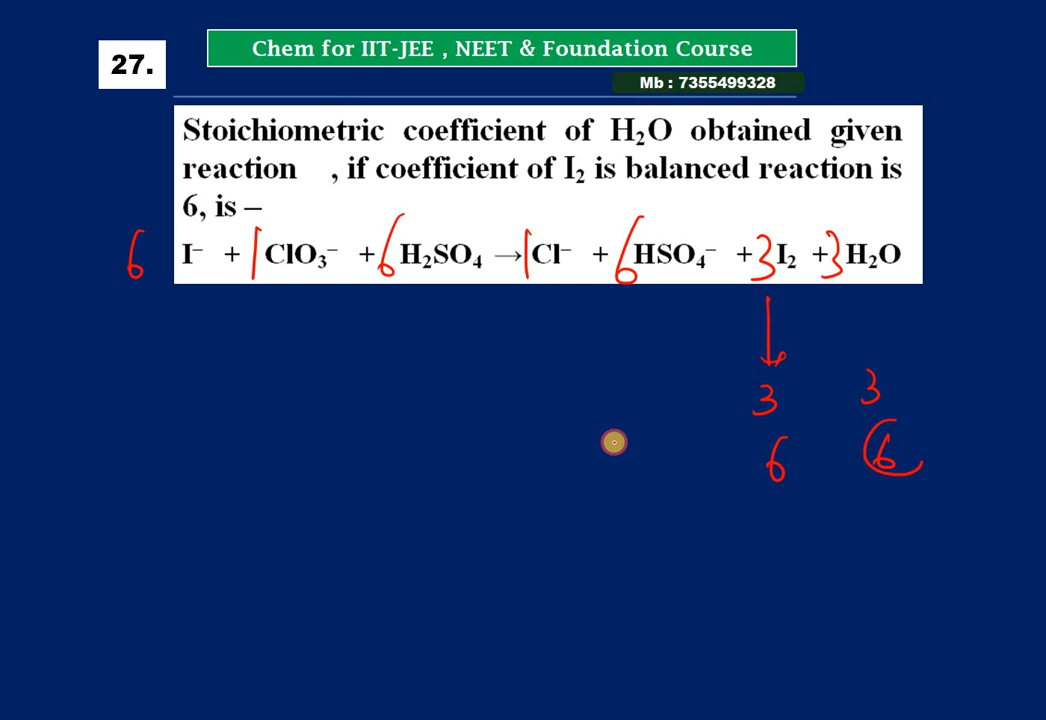 27.
Chem for IIT-JEE , NEET & Foundation Course
Mb : 7355499328
Stoichiometric coefficient of H₂O obtained given
reaction , if coefficient of I₂ is balanced reaction is
6, is –
6 I⁻ + 1 ClO₃⁻ + 6 H₂SO₄ → 1 Cl⁻ + 6 HSO₄⁻ + 3 I₂ + 3 H₂O
3 3
6 6